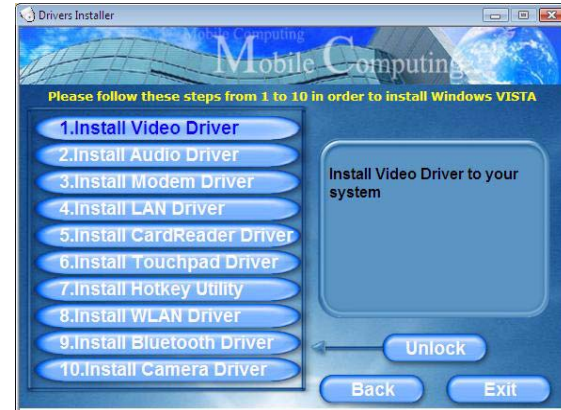 Drivers Installer
Mobile Computing
Mobile Computing
Please follow these steps from 1 to 10 in order to install Windows VISTA
1.Install Video Driver
2.Install Audio Driver
3.Install Modem Driver
4.Install LAN Driver
5.Install CardReader Driver
6.Install Touchpad Driver
7.Install Hotkey Utility
8.Install WLAN Driver
9.Install Bluetooth Driver
10.Install Camera Driver
Install Video Driver to your
system
Unlock
Back
Exit